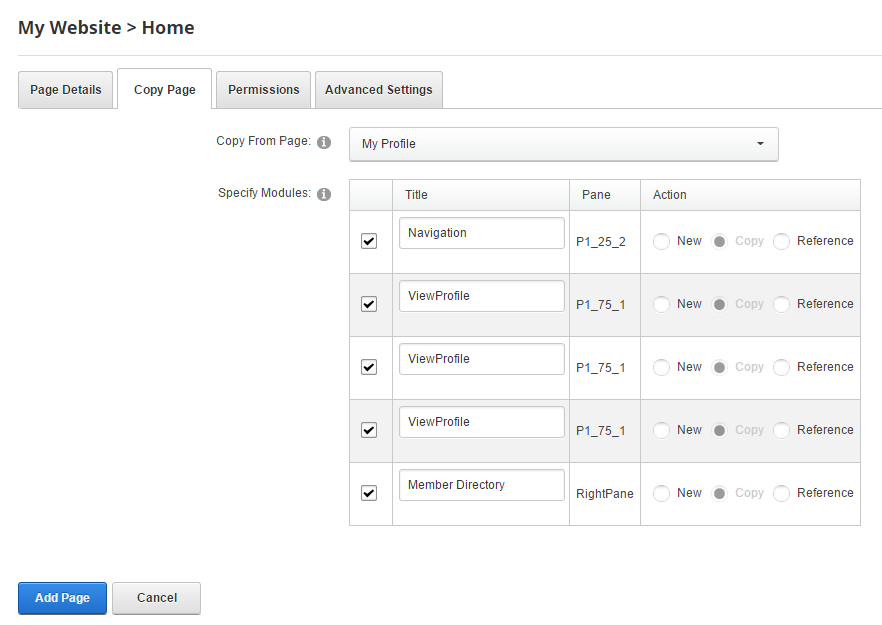 My Website > Home
Page Details Copy Page Permissions Advanced Settings
Copy From Page: My Profile
Specify Modules: Title Pane Action
Navigation P1_25_2 New Copy Reference
ViewProfile P1_75_1 New Copy Reference
ViewProfile P1_75_1 New Copy Reference
ViewProfile P1_75_1 New Copy Reference
Member Directory RightPane New Copy Reference
Add Page Cancel